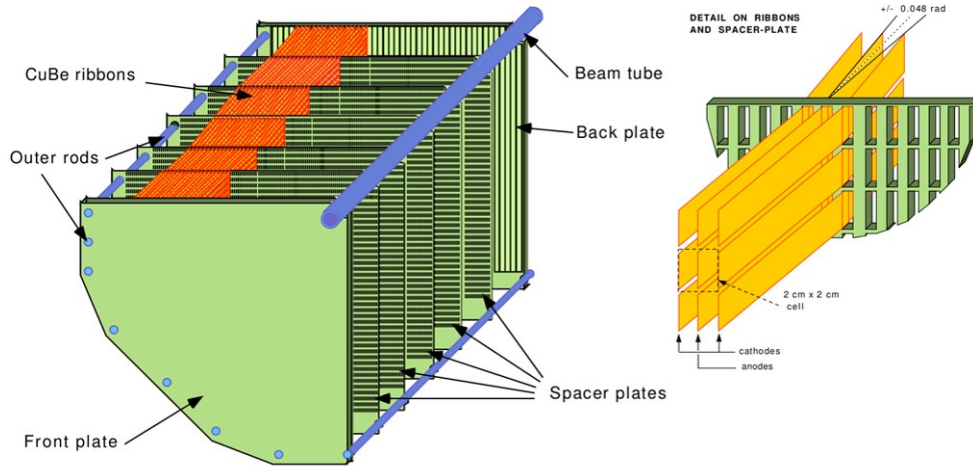 CuBe ribbons
Outer rods
Front plate
Beam tube
Back plate
Spacer plates
DETAIL ON RIBBONS
AND SPACER-PLATE
+/- 0.048 rad
2 cm x 2 cm
cell
cathodes
anodes